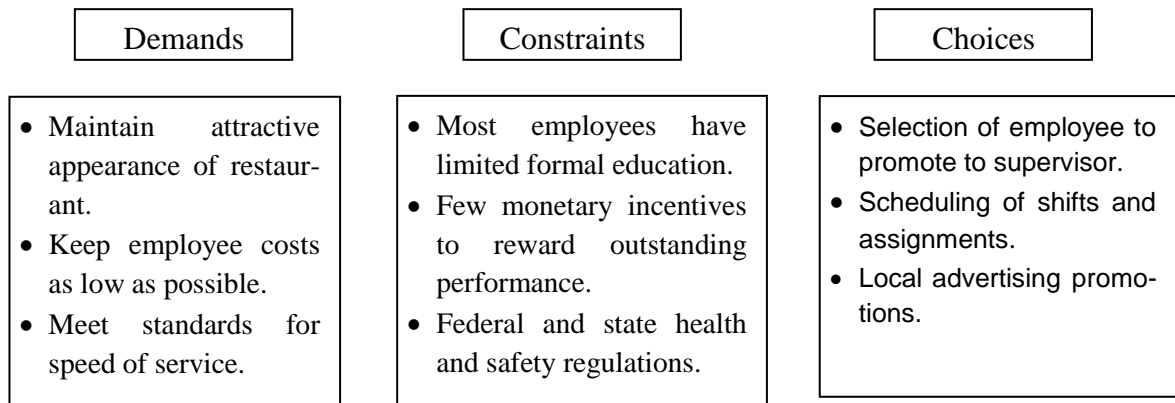 Demands
• Maintain attractive
appearance of restaur-
ant.
• Keep employee costs
as low as possible.
• Meet standards for
speed of service.
Constraints
• Most employees have
limited formal education.
• Few monetary incentives
to reward outstanding
performance.
• Federal and state health
and safety regulations.
Choices
• Selection of employee to
promote to supervisor.
• Scheduling of shifts and
assignments.
• Local advertising promo-
tions.